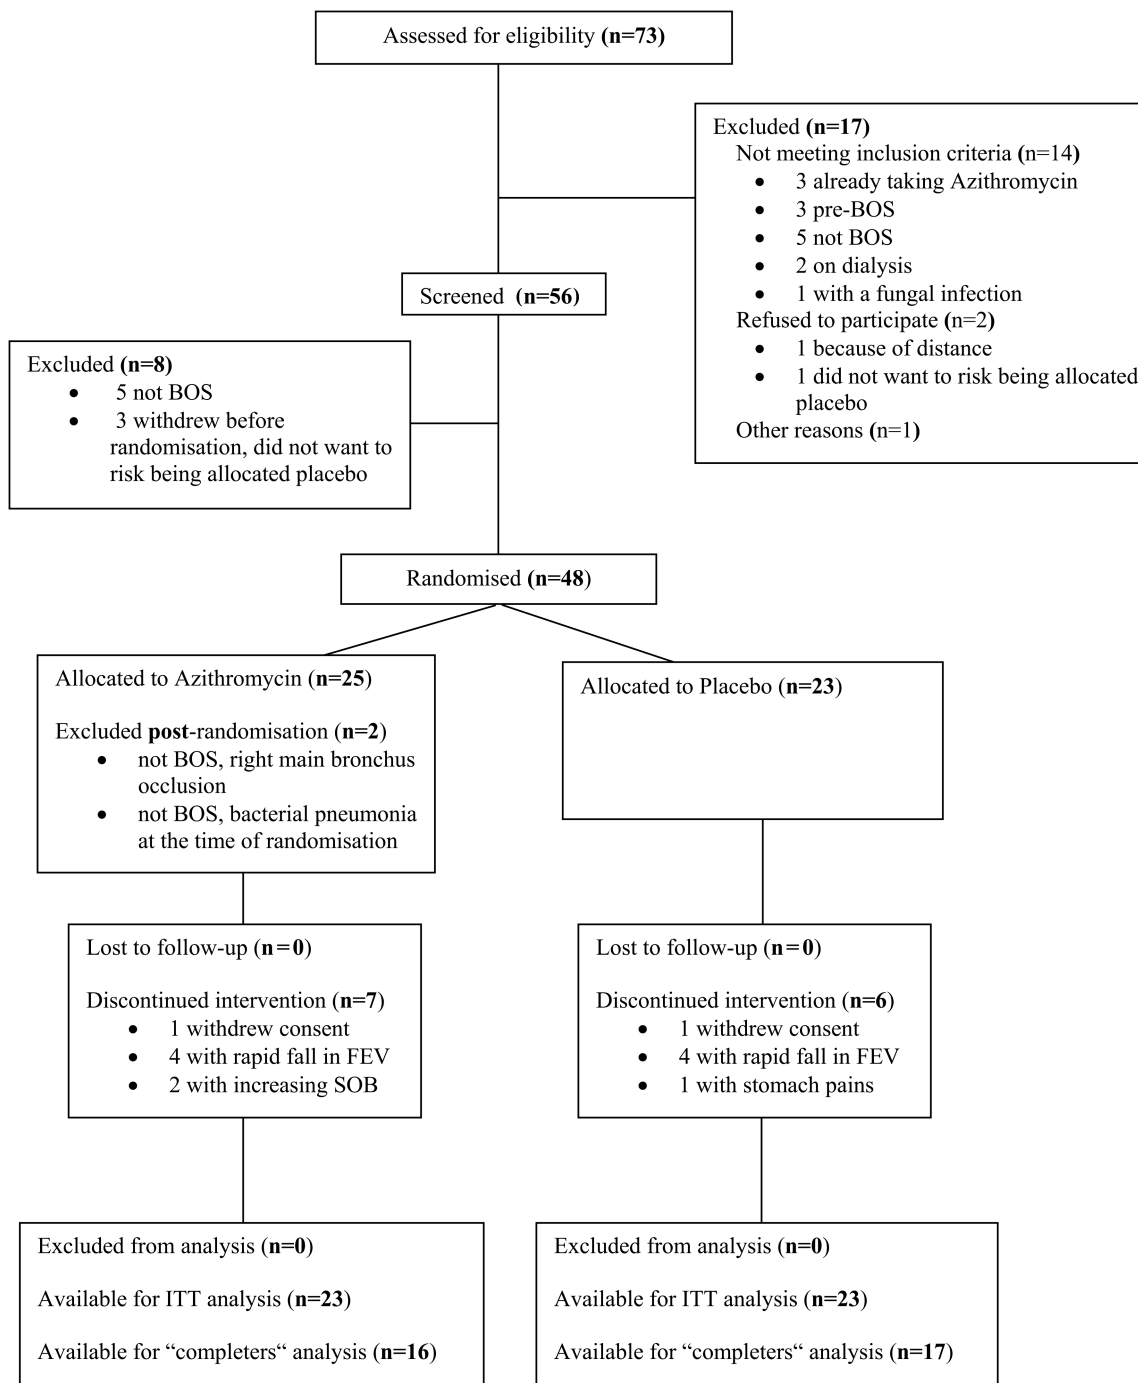 Assessed for eligibility (n=73)
Excluded (n=17)
Not meeting inclusion criteria (n=14)
• 3 already taking Azithromycin
• 3 pre-BOS
• 5 not BOS
• 2 on dialysis
• 1 with a fungal infection
Refused to participate (n=2)
• 1 because of distance
• 1 did not want to risk being allocated
placebo
Other reasons (n=1)
Screened (n=56)
Excluded (n=8)
• 5 not BOS
• 3 withdrew before
randomisation, did not want to
risk being allocated placebo
Randomised (n=48)
Allocated to Azithromycin (n=25)
Excluded post-randomisation (n=2)
• not BOS, right main bronchus
occlusion
• not BOS, bacterial pneumonia
at the time of randomisation
Allocated to Placebo (n=23)
Lost to follow-up (n=0)
Discontinued intervention (n=7)
• 1 withdrew consent
• 4 with rapid fall in FEV
• 2 with increasing SOB
Lost to follow-up (n=0)
Discontinued intervention (n=6)
• 1 withdrew consent
• 4 with rapid fall in FEV
• 1 with stomach pains
Excluded from analysis (n=0)
Available for ITT analysis (n=23)
Available for “completers“ analysis (n=16)
Excluded from analysis (n=0)
Available for ITT analysis (n=23)
Available for “completers“ analysis (n=17)